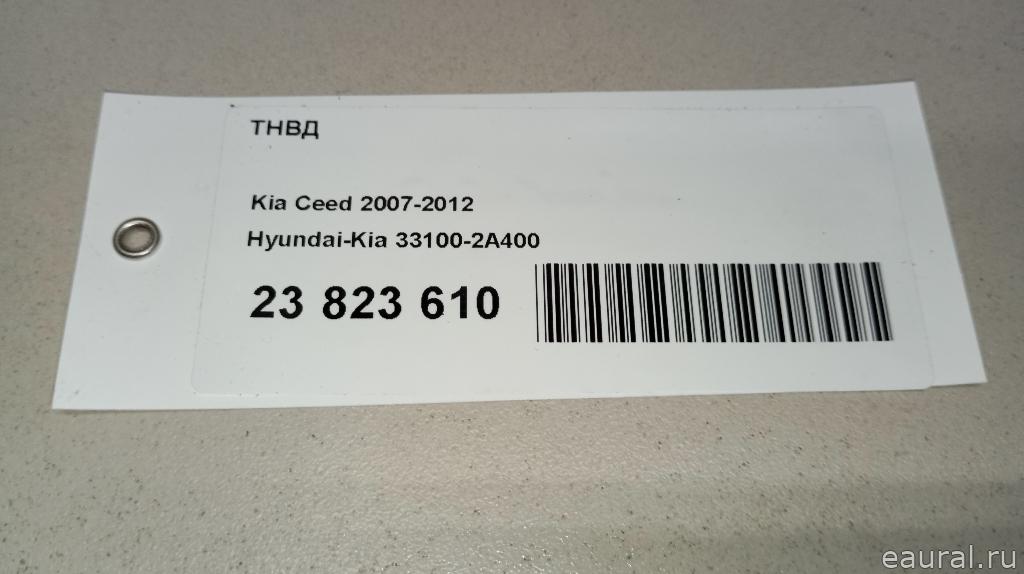 ТНВД
Kia Ceed 2007-2012
Hyundai-Kia 33100-2A400
23 823 610
eaural.ru